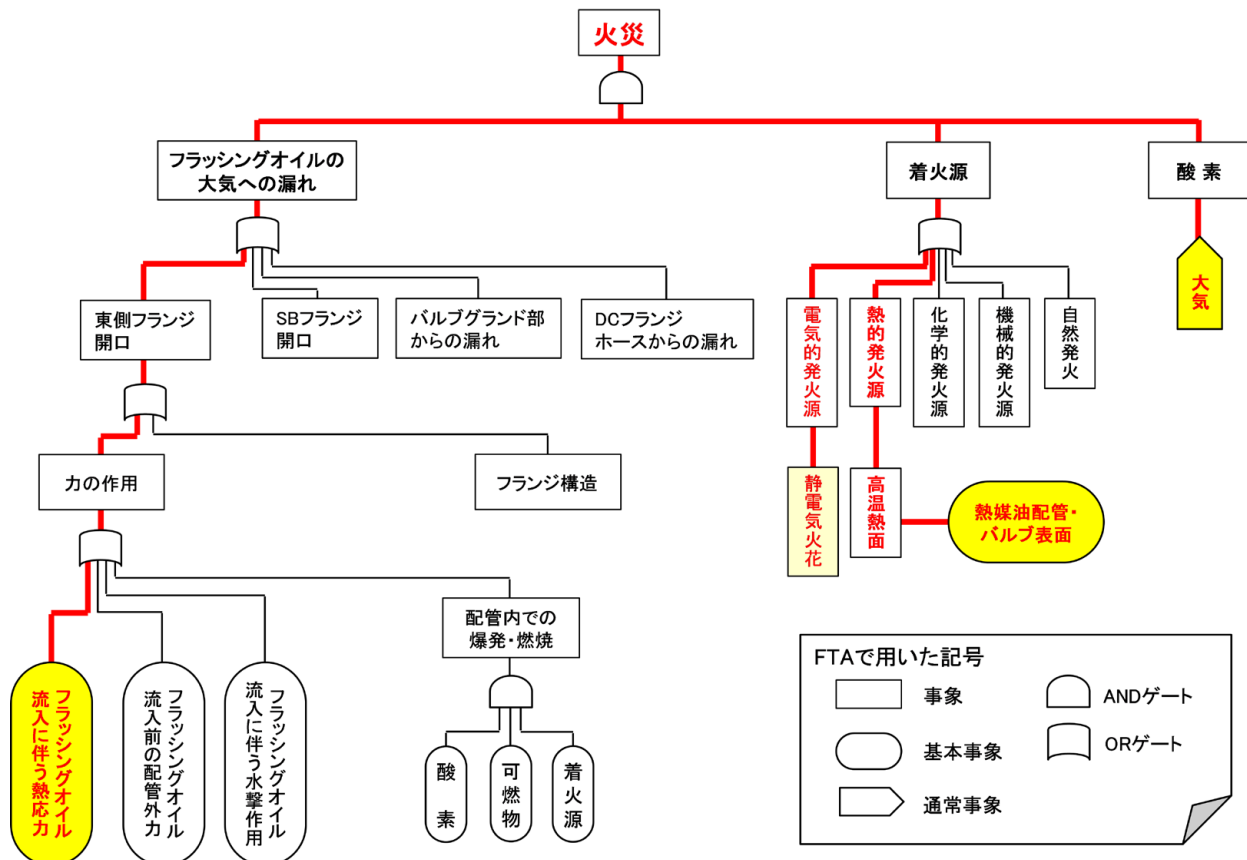 火災
フラッシングオイルの
大気への漏れ
着火源
酸素
大気
東側フランジ
開口
SBフランジ
開口
バルブグランド部
からの漏れ
DCフランジ
ホースからの漏れ
電気的発火源
熱的発火源
化学的発火源
機械的発火源
自然発火
力の作用
フランジ構造
静電気火花
高温熱面
熱媒油配管・
バルブ表面
配管内での
爆発・燃焼
フラッシングオイル
流入に伴う熱応力
フラッシングオイル
流入前の配管外力
フラッシングオイル
流入に伴う水撃作用
酸素
可燃物
着火源
FTAで用いた記号
事象
ANDゲート
基本事象
ORゲート
通常事象